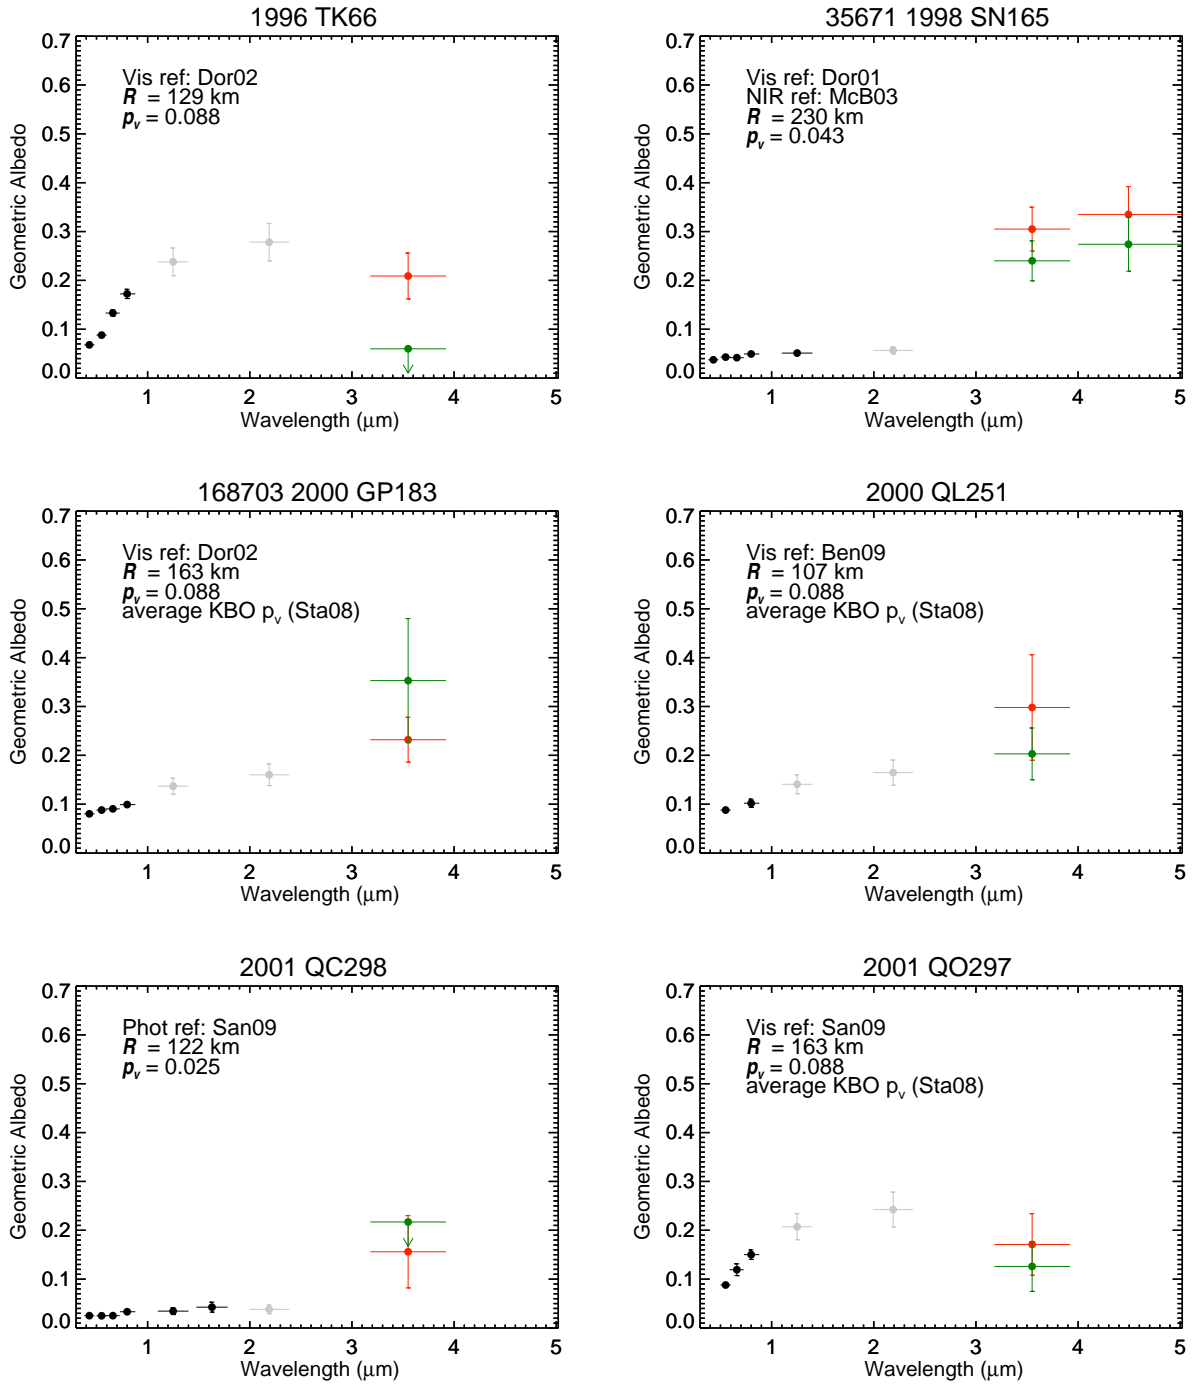 1996 TK66
0.7
0.6
0.5
0.4
0.3
0.2
0.1
0.0
Geometric Albedo
Vis ref: Dor02
R = 129 km
pv = 0.088
1 2 3 4 5
Wavelength (μm)
35671 1998 SN165
0.7
0.6
0.5
0.4
0.3
0.2
0.1
0.0
Geometric Albedo
Vis ref: Dor01
NIR ref: McB03
R = 230 km
pv = 0.043
1 2 3 4 5
Wavelength (μm)
168703 2000 GP183
0.7
0.6
0.5
0.4
0.3
0.2
0.1
0.0
Geometric Albedo
Vis ref: Dor02
R = 163 km
pv = 0.088
average KBO pv (Sta08)
1 2 3 4 5
Wavelength (μm)
2000 QL251
0.7
0.6
0.5
0.4
0.3
0.2
0.1
0.0
Geometric Albedo
Vis ref: Ben09
R = 107 km
pv = 0.088
average KBO pv (Sta08)
1 2 3 4 5
Wavelength (μm)
2001 QC298
0.7
0.6
0.5
0.4
0.3
0.2
0.1
0.0
Geometric Albedo
Phot ref: San09
R = 122 km
pv = 0.025
1 2 3 4 5
Wavelength (μm)
2001 QO297
0.7
0.6
0.5
0.4
0.3
0.2
0.1
0.0
Geometric Albedo
Vis ref: San09
R = 163 km
pv = 0.088
average KBO pv (Sta08)
1 2 3 4 5
Wavelength (μm)